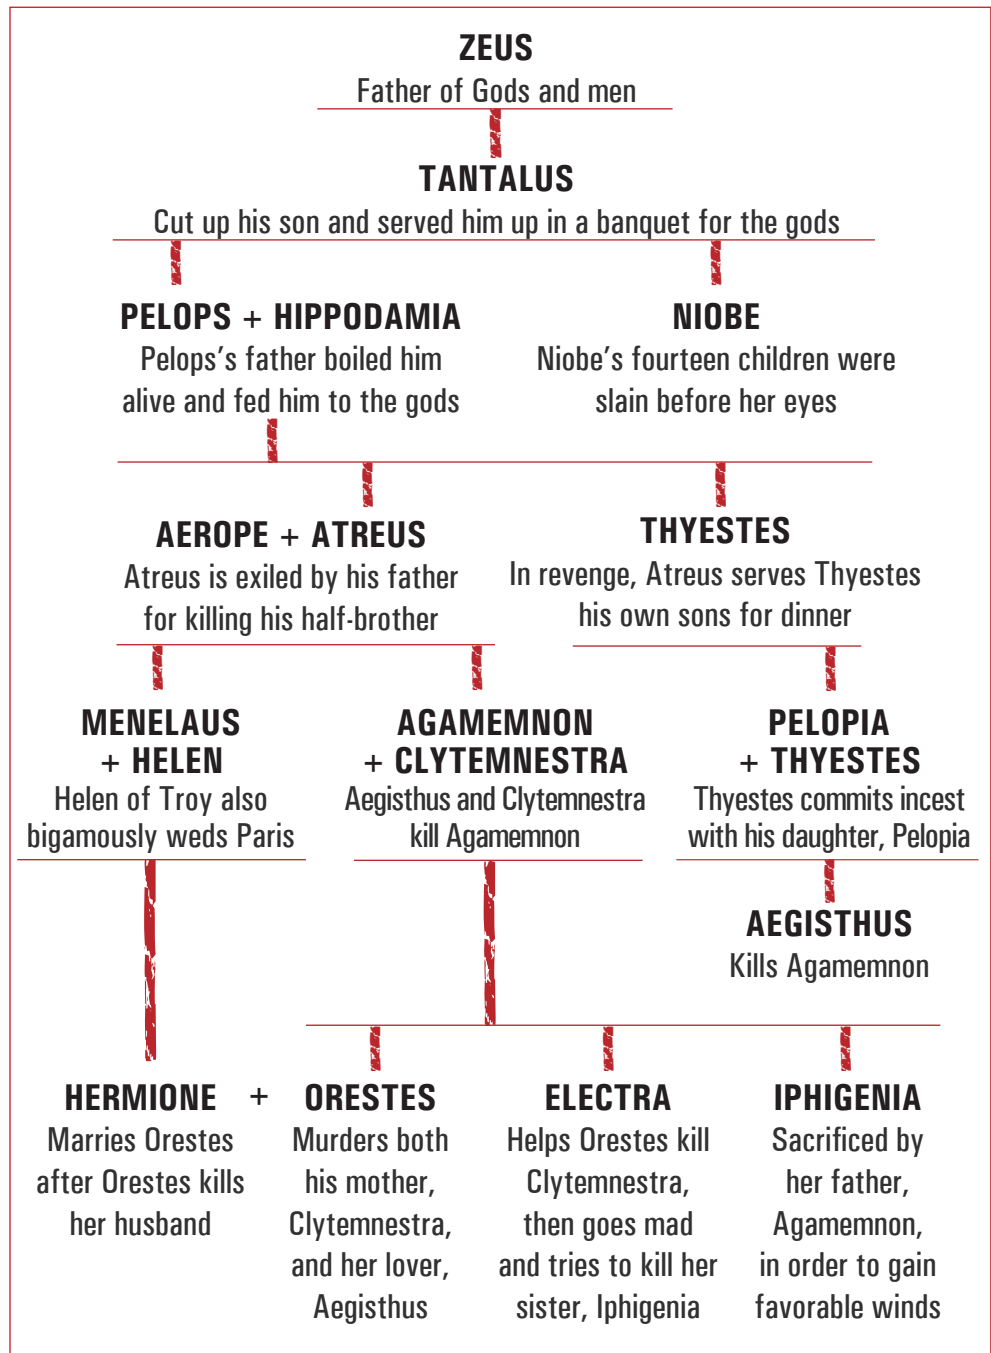 ZEUS
Father of Gods and men
TANTALUS
Cut up his son and served him up in a banquet for the gods
PELOPS + HIPPODAMIA
Pelops’s father boiled him
alive and fed him to the gods
NIOBE
Niobe’s fourteen children were
slain before her eyes
AEROPE + ATREUS
Atreus is exiled by his father
for killing his half-brother
THYESTES
In revenge, Atreus serves Thyestes
his own sons for dinner
MENELAUS
+ HELEN
Helen of Troy also
bigamously weds Paris
AGAMEMNON
+ CLYTEMNESTRA
Aegisthus and Clytemnestra
kill Agamemnon
PELOPIA
+ THYESTES
Thyestes commits incest
with his daughter, Pelopia
AEGISTHUS
Kills Agamemnon
HERMIONE +
Marries Orestes
after Orestes kills
her husband
ORESTES
Murders both
his mother,
Clytemnestra,
and her lover,
Aegisthus
ELECTRA
Helps Orestes kill
Clytemnestra,
then goes mad
and tries to kill her
sister, Iphigenia
IPHIGENIA
Sacrificed by
her father,
Agamemnon,
in order to gain
favorable winds